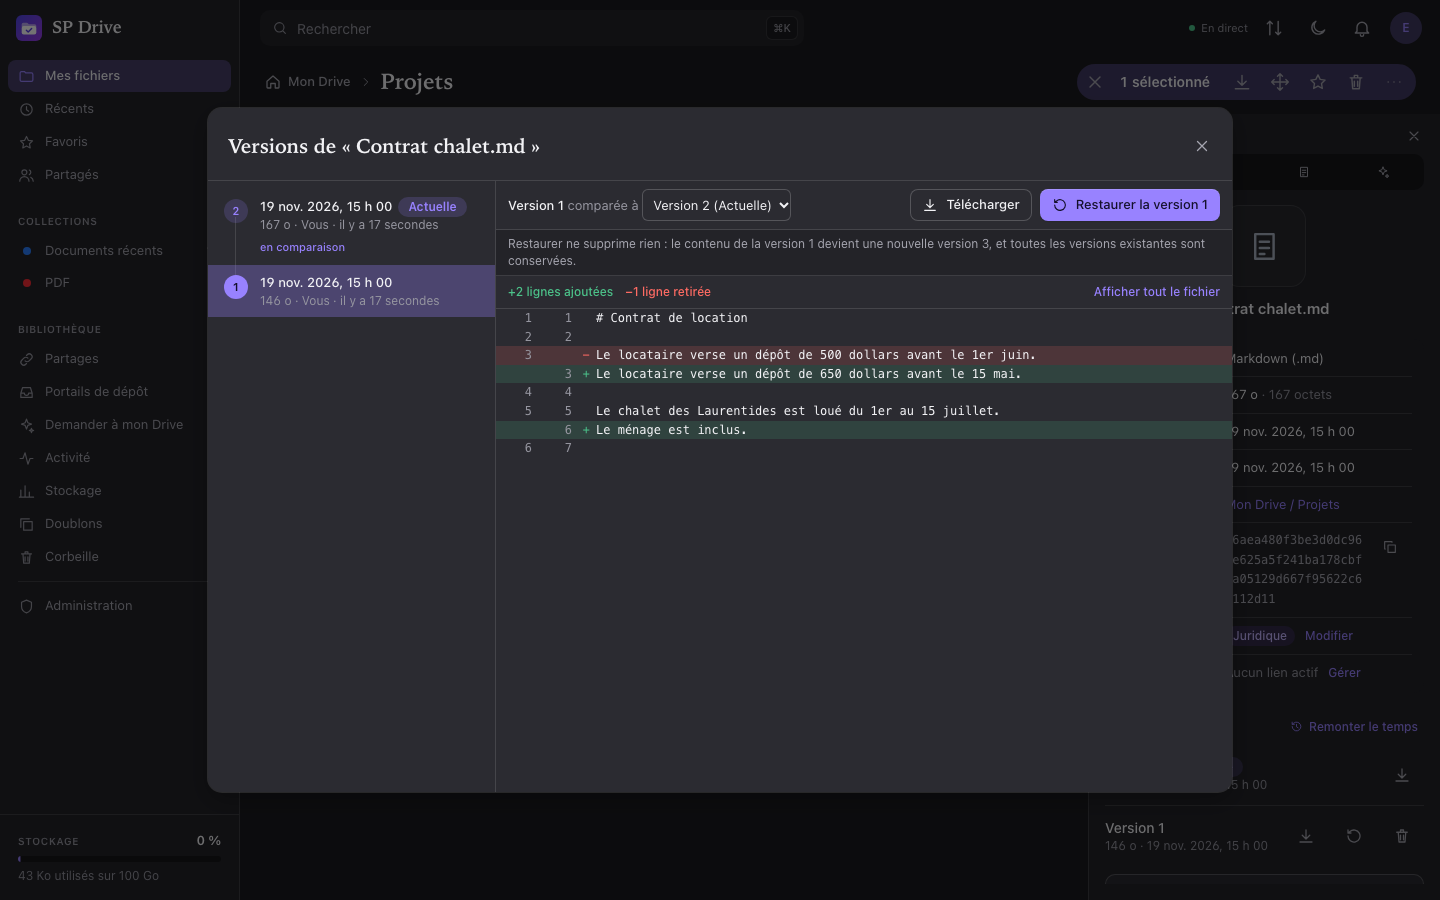 SP Drive
Rechercher
⌘K
En direct
E
Mes fichiers
Récents
Favoris
Partagés
COLLECTIONS
Documents récents
PDF
BIBLIOTHÈQUE
Partages
Portails de dépôt
Demander à mon Drive
Activité
Stockage
Doublons
Corbeille
Administration
STOCKAGE 0 %
43 Ko utilisés sur 100 Go
Mon Drive > Projets
1 sélectionné
Versions de « Contrat chalet.md »
2 19 nov. 2026, 15 h 00 Actuelle
167 o · Vous · il y a 17 secondes
en comparaison
1 19 nov. 2026, 15 h 00
146 o · Vous · il y a 17 secondes
Version 1 comparée à Version 2 (Actuelle)
Télécharger
Restaurer la version 1
Restaurer ne supprime rien : le contenu de la version 1 devient une nouvelle version 3, et toutes les versions existantes sont
conservées.
+2 lignes ajoutées −1 ligne retirée Afficher tout le fichier
1 1 # Contrat de location
2 2
3 − Le locataire verse un dépôt de 500 dollars avant le 1er juin.
3 + Le locataire verse un dépôt de 650 dollars avant le 15 mai.
4 4
5 5 Le chalet des Laurentides est loué du 1er au 15 juillet.
6 + Le ménage est inclus.
6 7
rat chalet.md
Markdown (.md)
67 o · 167 octets
9 nov. 2026, 15 h 00
9 nov. 2026, 15 h 00
Mon Drive / Projets
6aea480f3be3d0dc96
e625a5f241ba178cbf
a05129d667f95622c6
112d11
Juridique Modifier
ucun lien actif Gérer
Remonter le temps
5 h 00
Version 1
146 o · 19 nov. 2026, 15 h 00